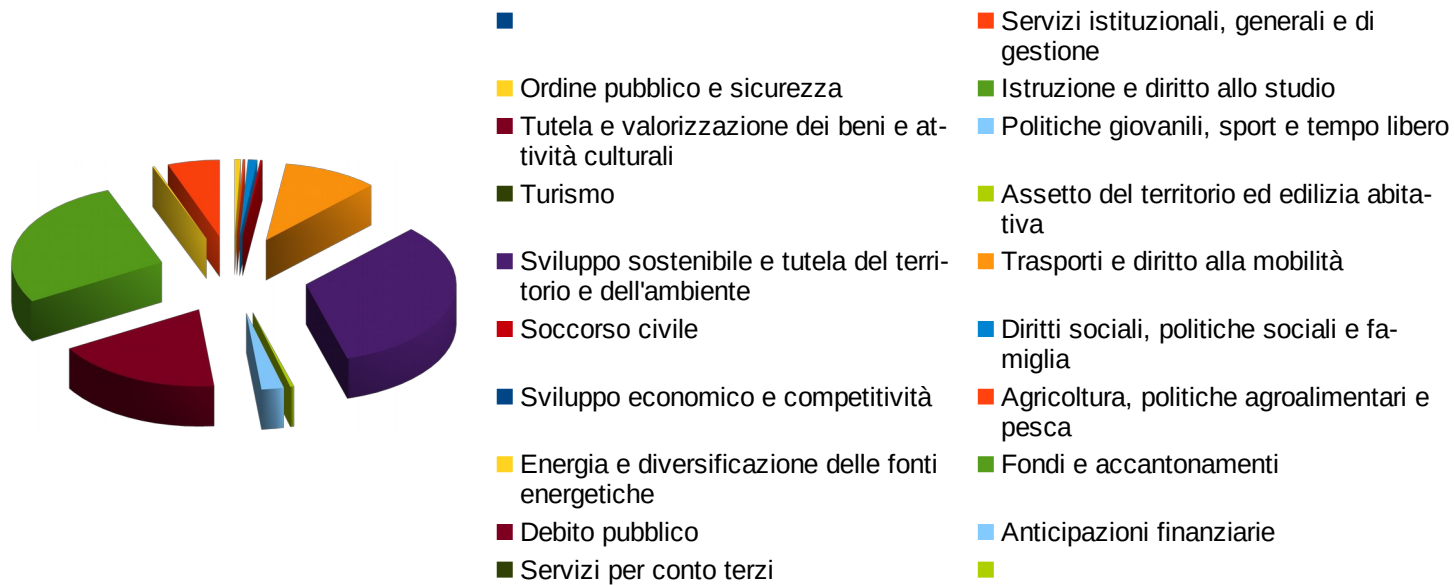 Servizi istituzionali, generali e di
gestione
Ordine pubblico e sicurezza
Istruzione e diritto allo studio
Tutela e valorizzazione dei beni e at-
tività culturali
Politiche giovanili, sport e tempo libero
Turismo
Assetto del territorio ed edilizia abita-
tiva
Sviluppo sostenibile e tutela del terri-
torio e dell'ambiente
Trasporti e diritto alla mobilità
Soccorso civile
Diritti sociali, politiche sociali e fa-
miglia
Sviluppo economico e competitività
Agricoltura, politiche agroalimentari e
pesca
Energia e diversificazione delle fonti
energetiche
Fondi e accantonamenti
Debito pubblico
Anticipazioni finanziarie
Servizi per conto terzi